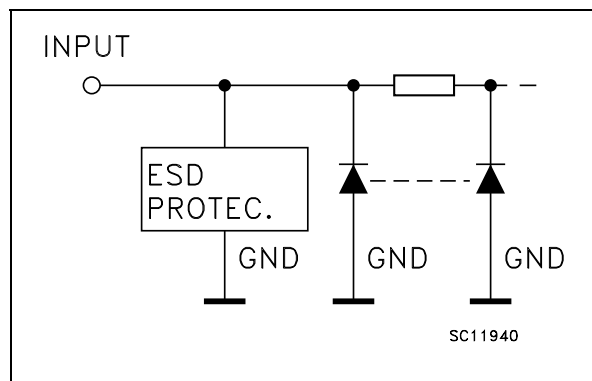 INPUT
ESD
PROTEC.
GND
GND
GND
SC11940